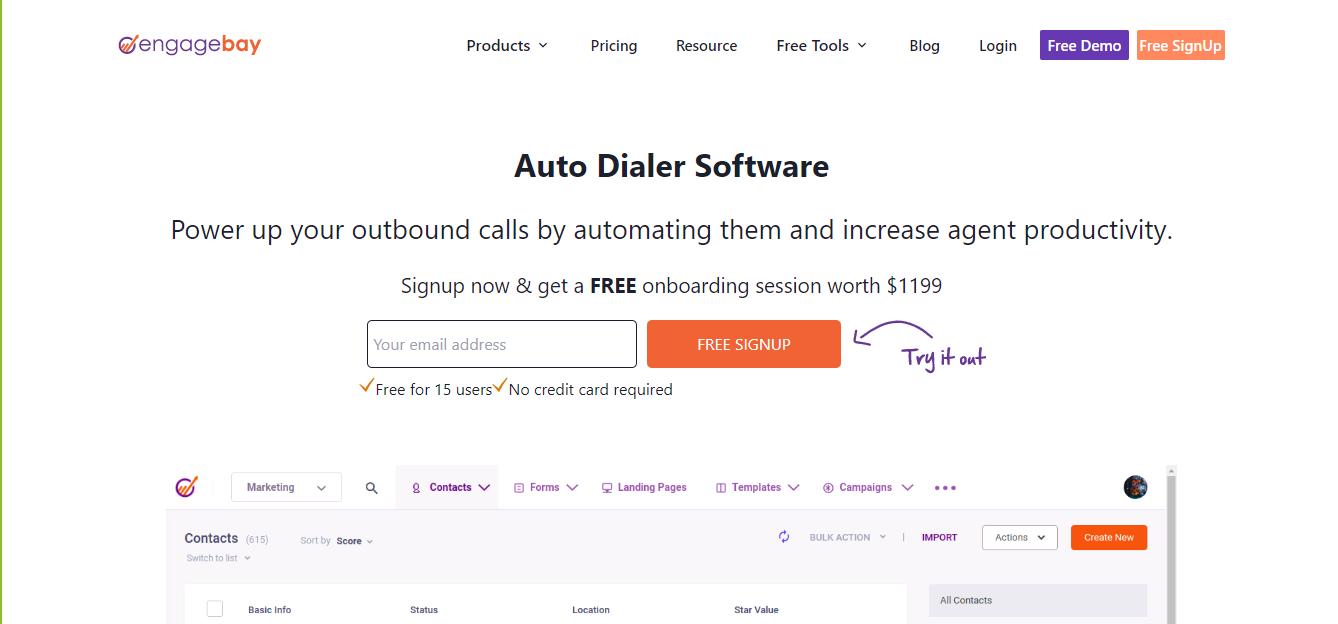 engagebay Products Pricing Resource Free Tools Blog Login Free Demo Free SignUp
Auto Dialer Software
Power up your outbound calls by automating them and increase agent productivity.
Signup now & get a FREE onboarding session worth $1199
Your email address FREE SIGNUP
Try it out
Free for 15 users No credit card required
Marketing Contacts Forms Landing Pages Templates Campaigns
Contacts (615) Sort by Score BULK ACTION | IMPORT Actions Create New
Switch to list
Basic Info Status Location Star Value All Contacts